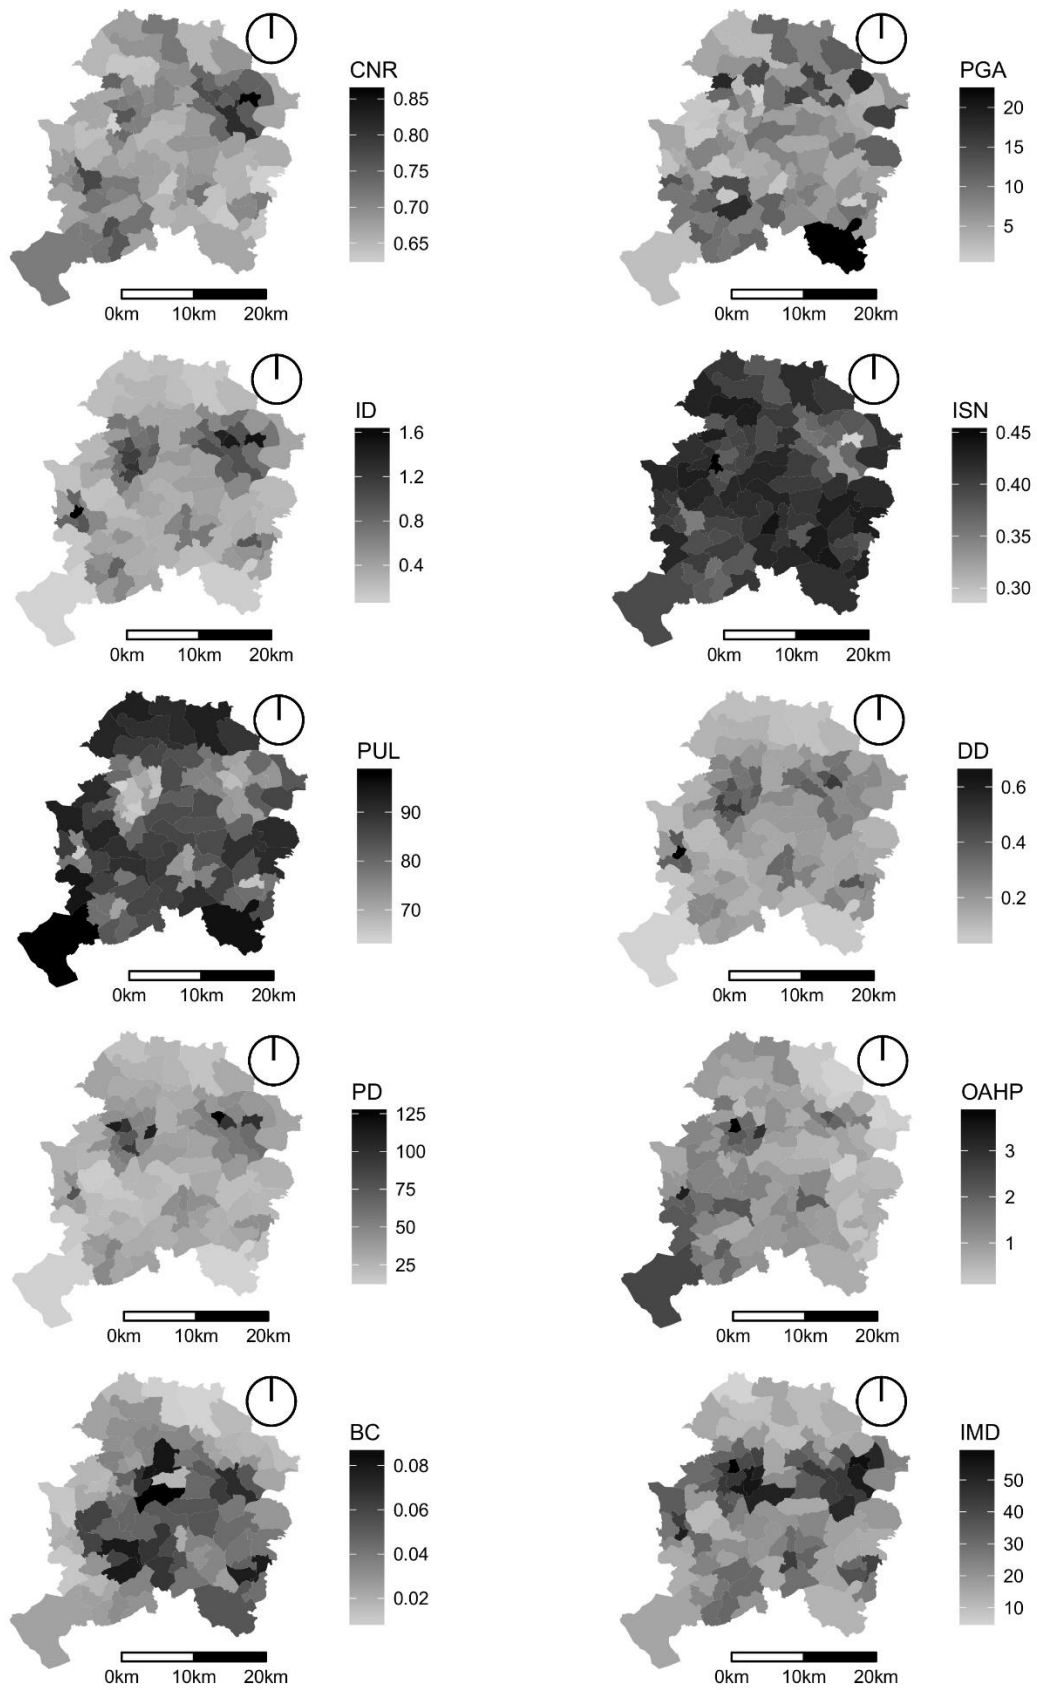 CNR
0.85
0.80
0.75
0.70
0.65
0km 10km 20km
PGA
20
15
10
5
0km 10km 20km
ID
1.6
1.2
0.8
0.4
0km 10km 20km
ISN
0.45
0.40
0.35
0.30
0km 10km 20km
PUL
90
80
70
0km 10km 20km
DD
0.6
0.4
0.2
0km 10km 20km
PD
125
100
75
50
25
0km 10km 20km
OAHP
3
2
1
0km 10km 20km
BC
0.08
0.06
0.04
0.02
0km 10km 20km
IMD
50
40
30
20
10
0km 10km 20km